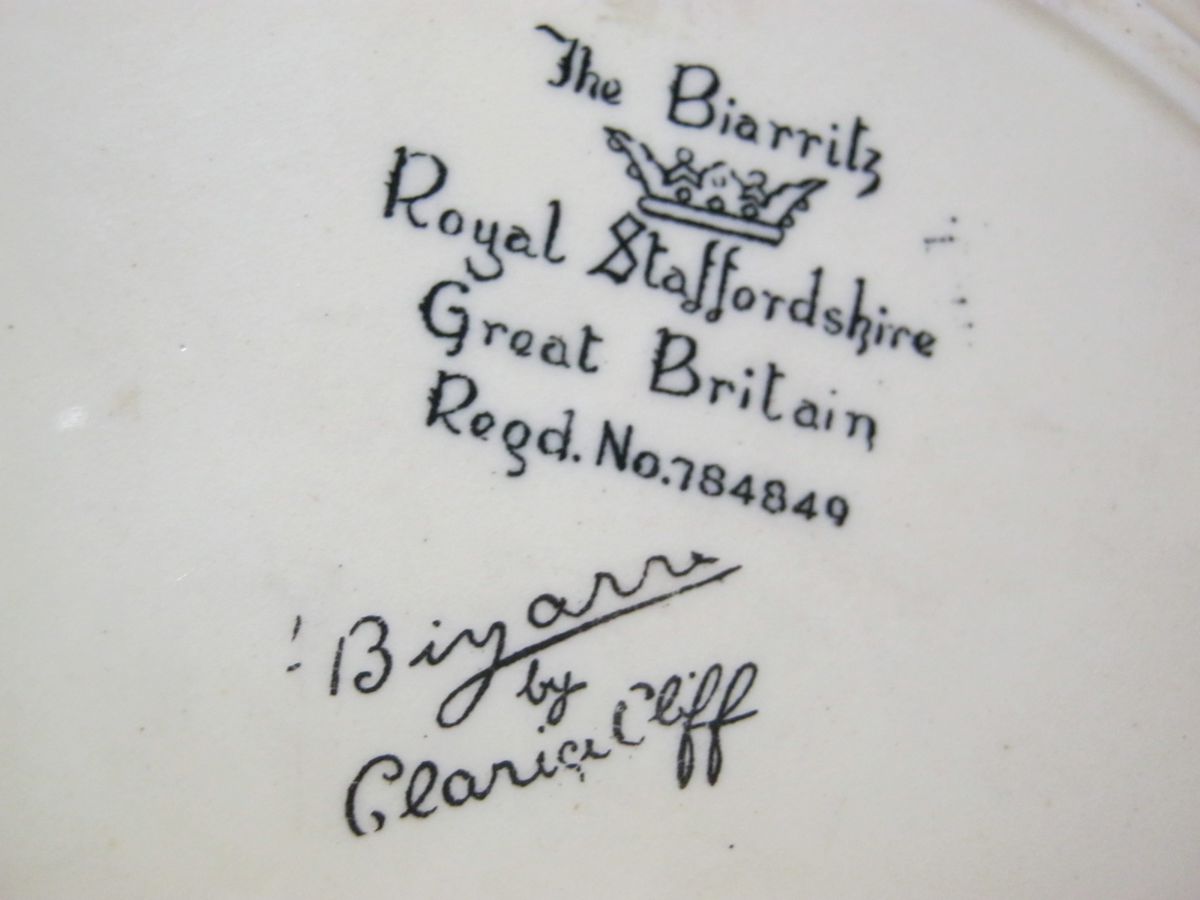 The Biarritz
Royal Staffordshire
Great Britain
Regd. No. 784849
Bizarre
by
Clarice Cliff